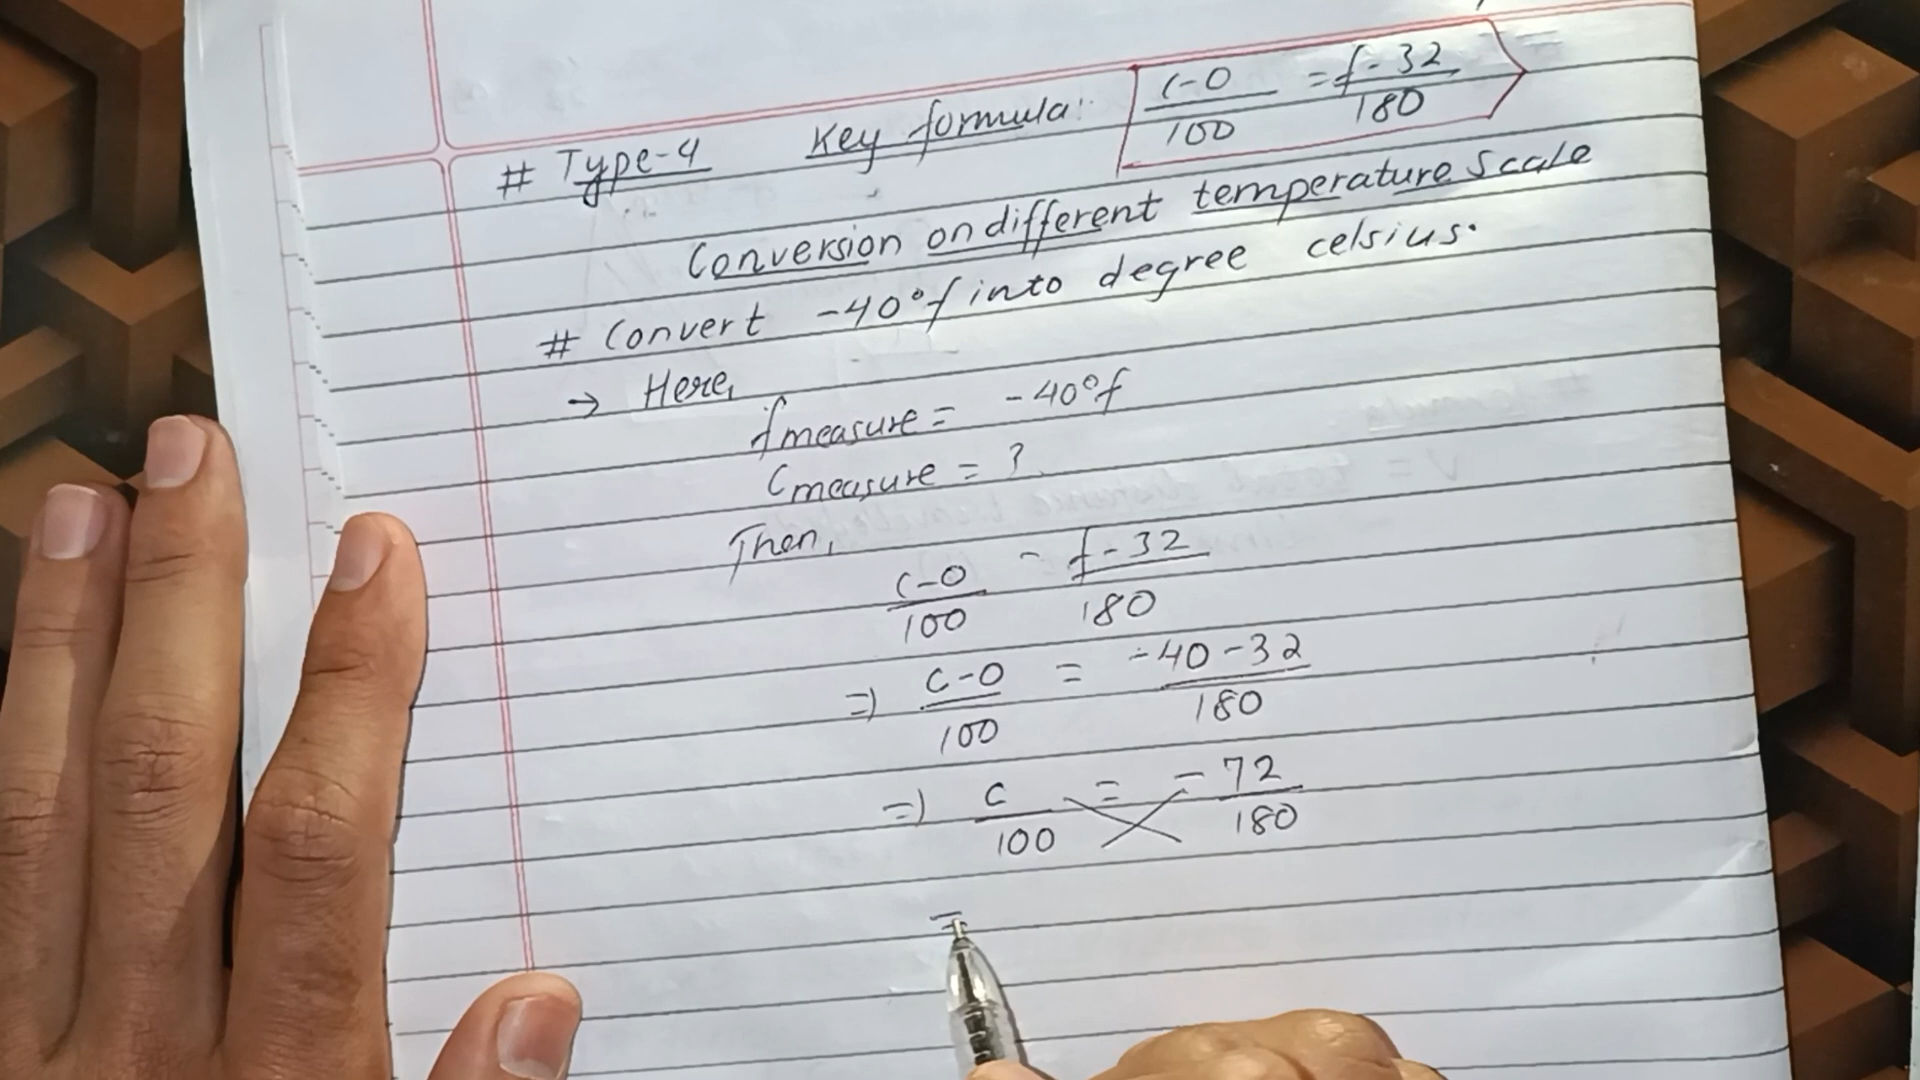 # Type-4 Key formula: C-0/100 = f-32/180
Conversion on different temperature Scale
# Convert -40°f into degree celsius.
→ Here,
fmeasure = -40°f
Cmeasure = ?
Then,
C-0/100 = f-32/180
=) C-0/100 = -40-32/180
=) C/100 = -72/180
=